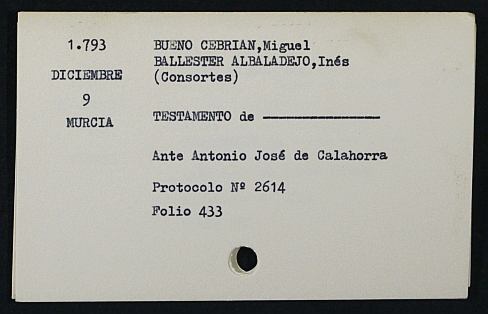 1.793
DICIEMBRE
9
MURCIA
BUENO CEBRIAN,Miguel
BALLESTER ALBALADEJO,Inés
(Consortes)
TESTAMENTO de ———————
Ante Antonio José de Calahorra
Protocolo Nº 2614
Folio 433